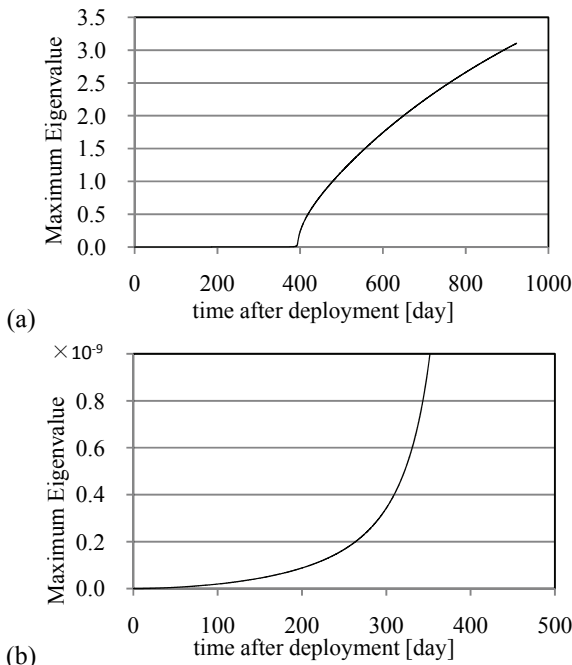 3.5
3.0
2.5
2.0
1.5
1.0
0.5
0.0
Maximum Eigenvalue
0 200 400 600 800 1000
time after deployment [day]
(a)
×10-9
0.8
0.6
0.4
0.2
0.0
Maximum Eigenvalue
0 100 200 300 400 500
time after deployment [day]
(b)